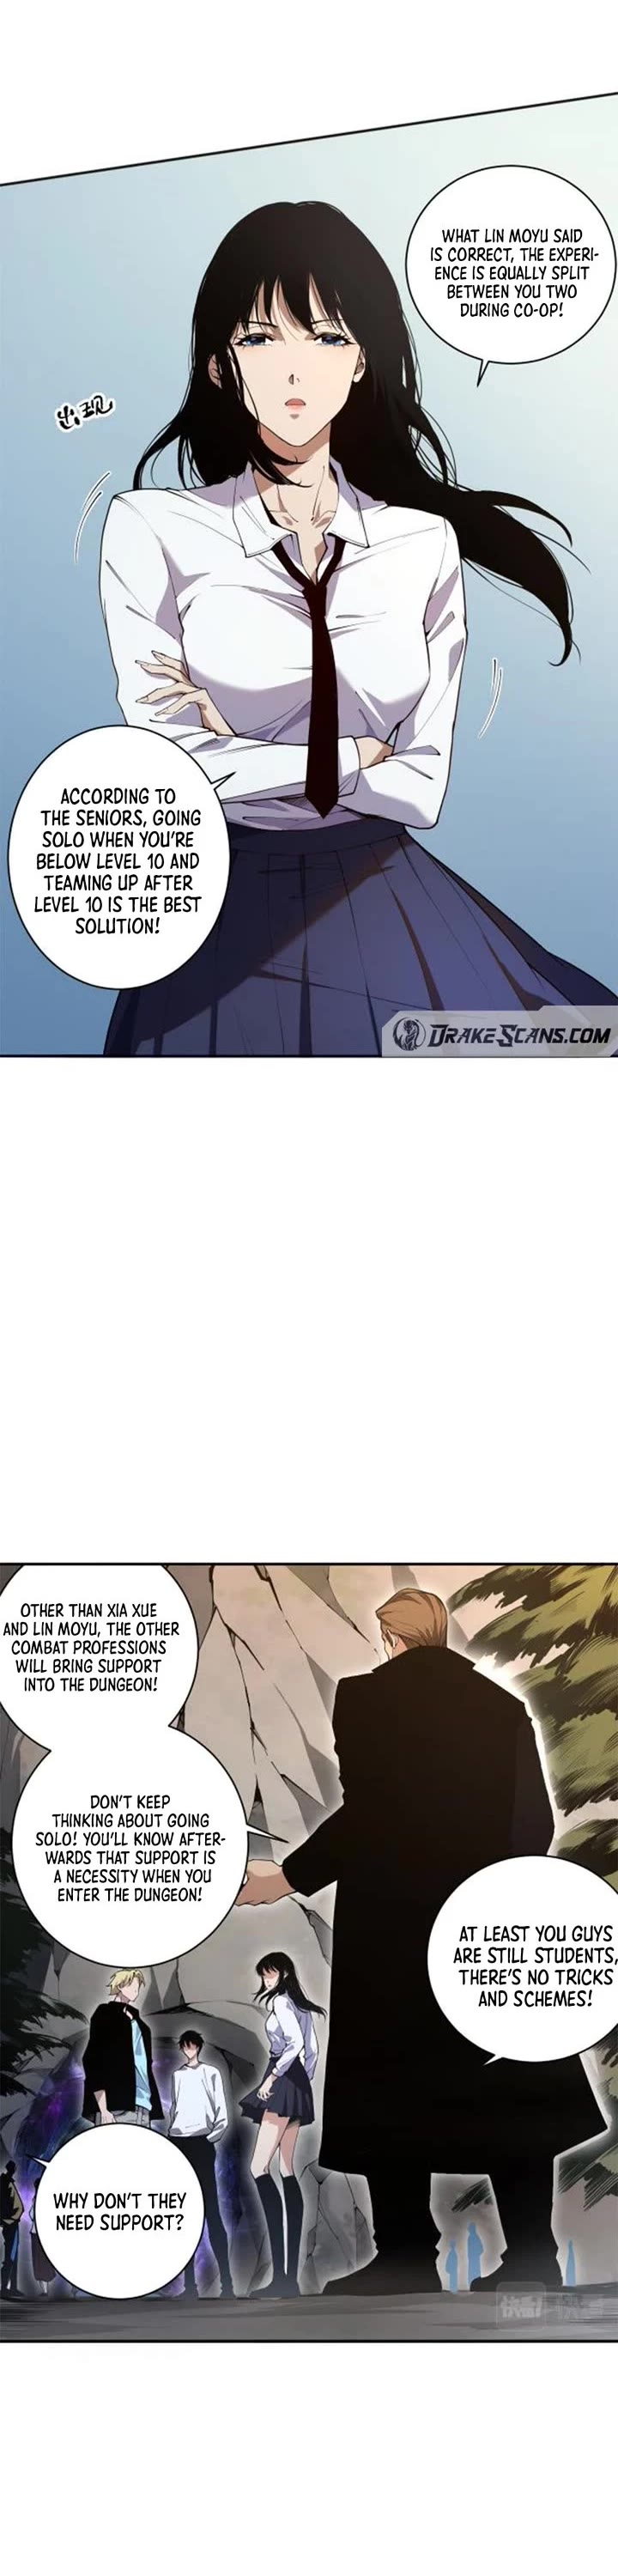 WHAT LIN MOYU SAID
IS CORRECT, THE EXPERI-
ENCE IS EQUALLY SPLIT
BETWEEN YOU TWO
DURING CO-OP!
出现
ACCORDING TO
THE SENIORS, GOING
SOLO WHEN YOU'RE
BELOW LEVEL 10 AND
TEAMING UP AFTER
LEVEL 10 IS THE BEST
SOLUTION!
DRAKESCANS.COM
OTHER THAN XIA XUE
AND LIN MOYU, THE OTHER
COMBAT PROFESSIONS
WILL BRING SUPPORT
INTO THE DUNGEON!
DON'T KEEP
THINKING ABOUT GOING
SOLO! YOU'LL KNOW AFTER-
WARDS THAT SUPPORT IS
A NECESSITY WHEN YOU
ENTER THE DUNGEON!
AT LEAST YOU GUYS
ARE STILL STUDENTS,
THERE'S NO TRICKS
AND SCHEMES!
WHY DON'T THEY
NEED SUPPORT?